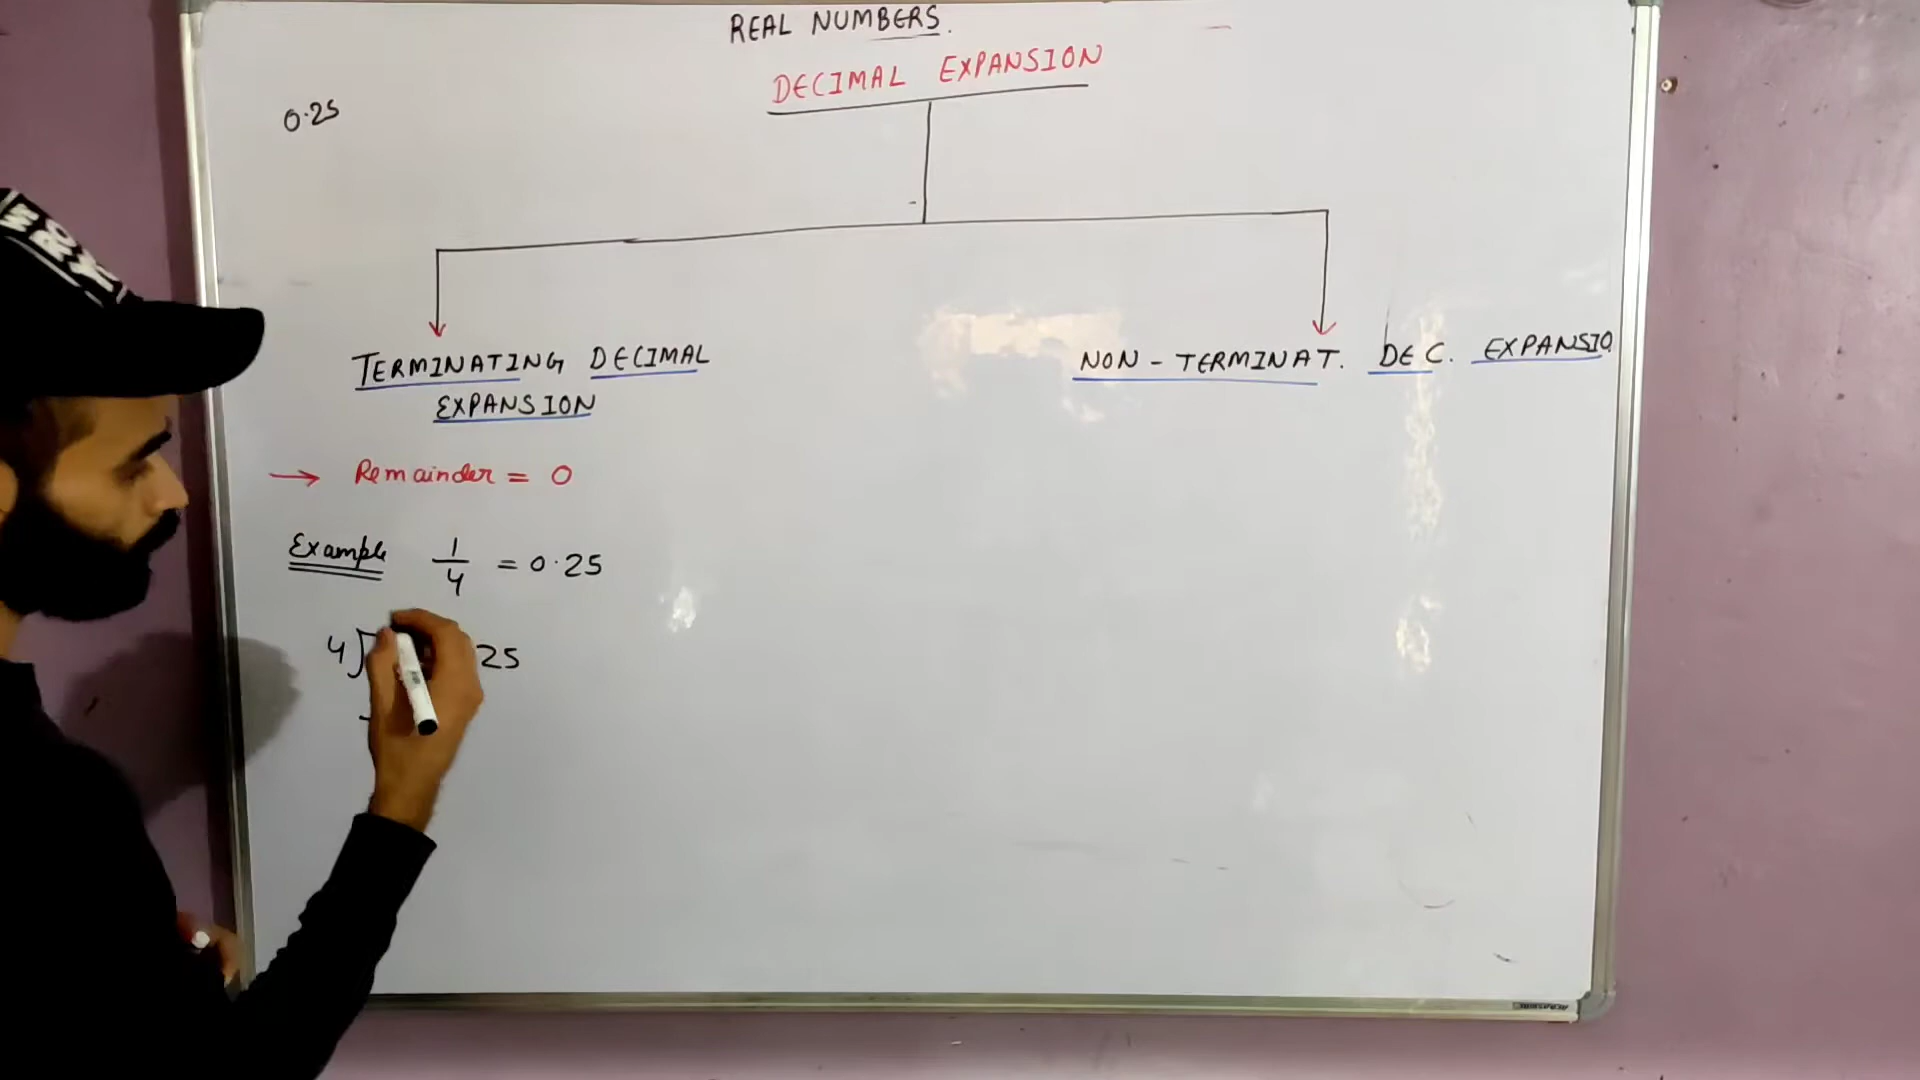 REAL NUMBERS.
DECIMAL EXPANSION
0.25
TERMINATING DECIMAL
EXPANSION
NON - TERMINAT. DEC. EXPANSIO
→ Remainder = 0
Example 1/4 = 0.25
4) 25